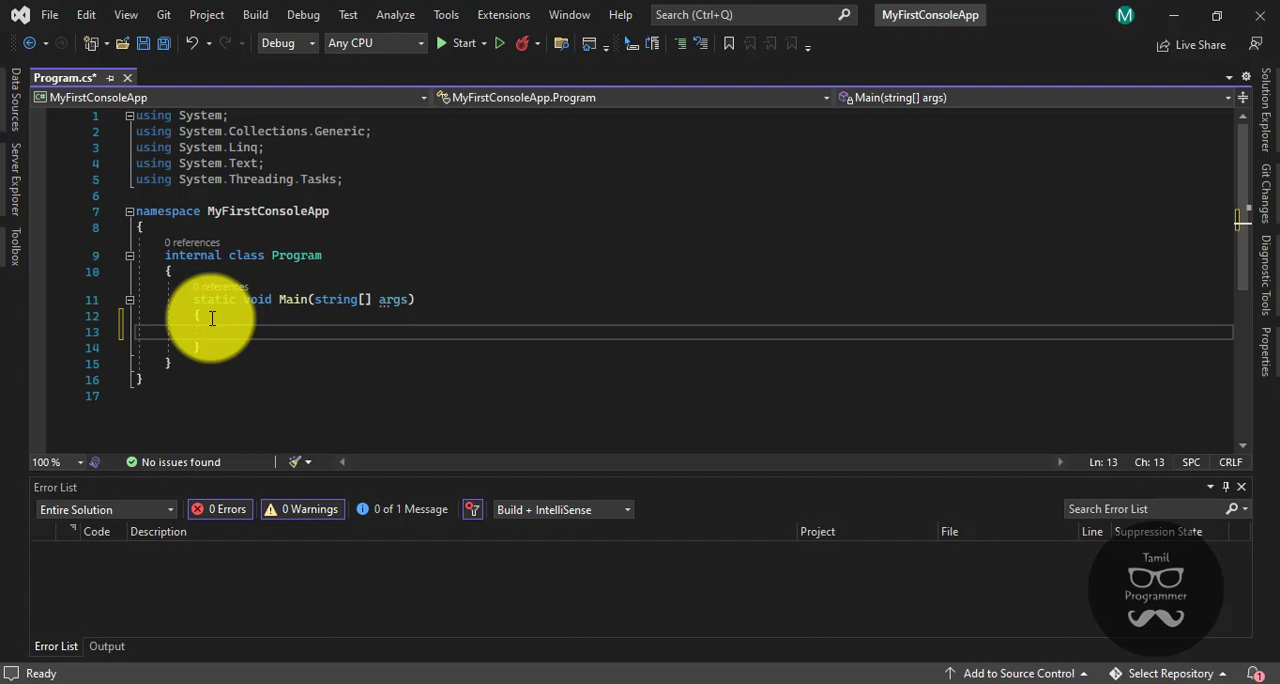 File Edit View Git Project Build Debug Test Analyze Tools Extensions Window Help Search (Ctrl+Q) MyFirstConsoleApp M
Debug Any CPU Start Live Share
Program.cs*
MyFirstConsoleApp MyFirstConsoleApp.Program Main(string[] args)
Data Sources
Server Explorer
Toolbox
1 using System;
2 using System.Collections.Generic;
3 using System.Linq;
4 using System.Text;
5 using System.Threading.Tasks;
6
7 namespace MyFirstConsoleApp
8 {
0 references
9 internal class Program
10 {
0 references
11 static void Main(string[] args)
12 {
13
14 }
15 }
16 }
17
Solution Explorer
Git Changes
Diagnostic Tools
Properties
100 % No issues found Ln: 13 Ch: 13 SPC CRLF
Error List
Entire Solution 0 Errors 0 Warnings 0 of 1 Message Build + IntelliSense Search Error List
Code Description Project File Line Suppression State
Tamil
Programmer
Error List Output
Ready Add to Source Control Select Repository 1